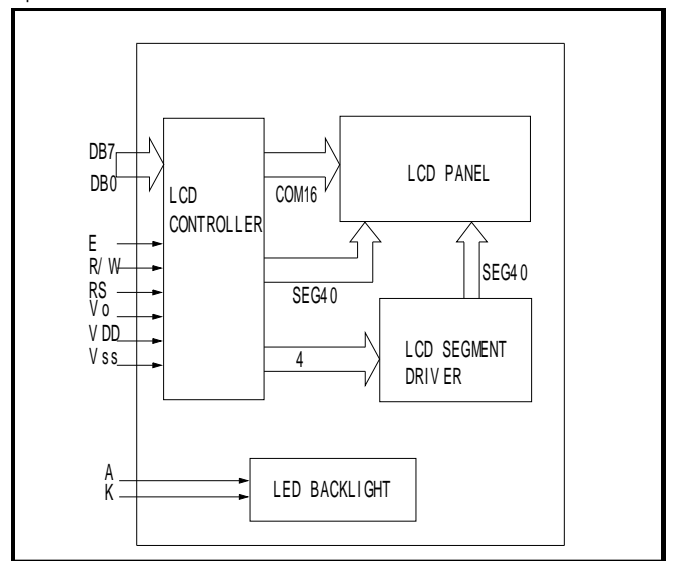 DB7
DB0
LCD
CONTROLLER
COM16
LCD PANEL
E
R/W
RS
Vo
VDD
Vss
SEG40
SEG40
4
LCD SEGMENT
DRIVER
A
K
LED BACKLIGHT